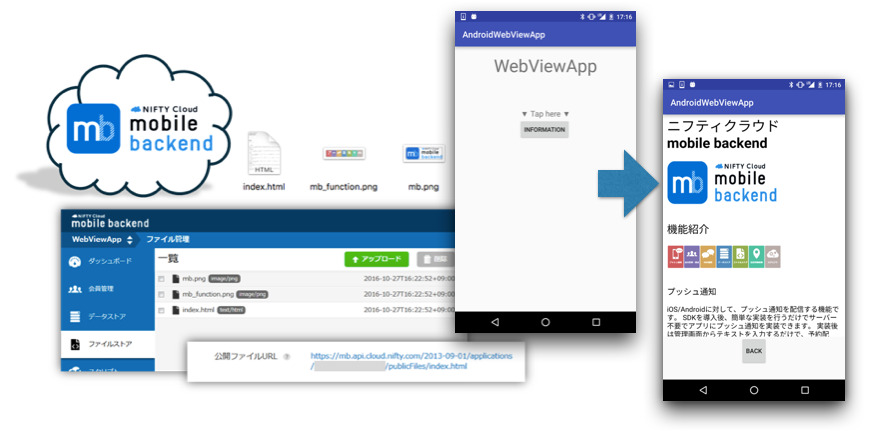 NIFTY Cloud
mobile
backend
mb
HTML
index.html
mb_function.png
mb.png
NIFTY Cloud
mobile backend
WebViewApp
ファイル管理
ダッシュボード
会員管理
データストア
ファイルストア
一覧
アップロード
mb.png image/png 2016-10-27T16:22:52+09:00
mb_function.png image/png 2016-10-27T16:22:52+09:00
index.html text/html 2016-10-27T16:22:52+09:00
公開ファイルURL
https://mb.api.cloud.nifty.com/2013-09-01/applications
/ /publicFiles/index.html
17:16
AndroidWebViewApp
WebViewApp
▼ Tap here ▼
INFORMATION
17:16
AndroidWebViewApp
ニフティクラウド
mobile backend
mb
NIFTY Cloud
mobile
backend
機能紹介
プッシュ通知
iOS/Androidに対して、プッシュを配信する機能で
す。 SDKを導入後、簡単な実装を行うだけでサーバー
不要でアプリにプッシュ通知を実装できます。 実装後
は管理画面からテキストを入力するだけで、予約配
BACK